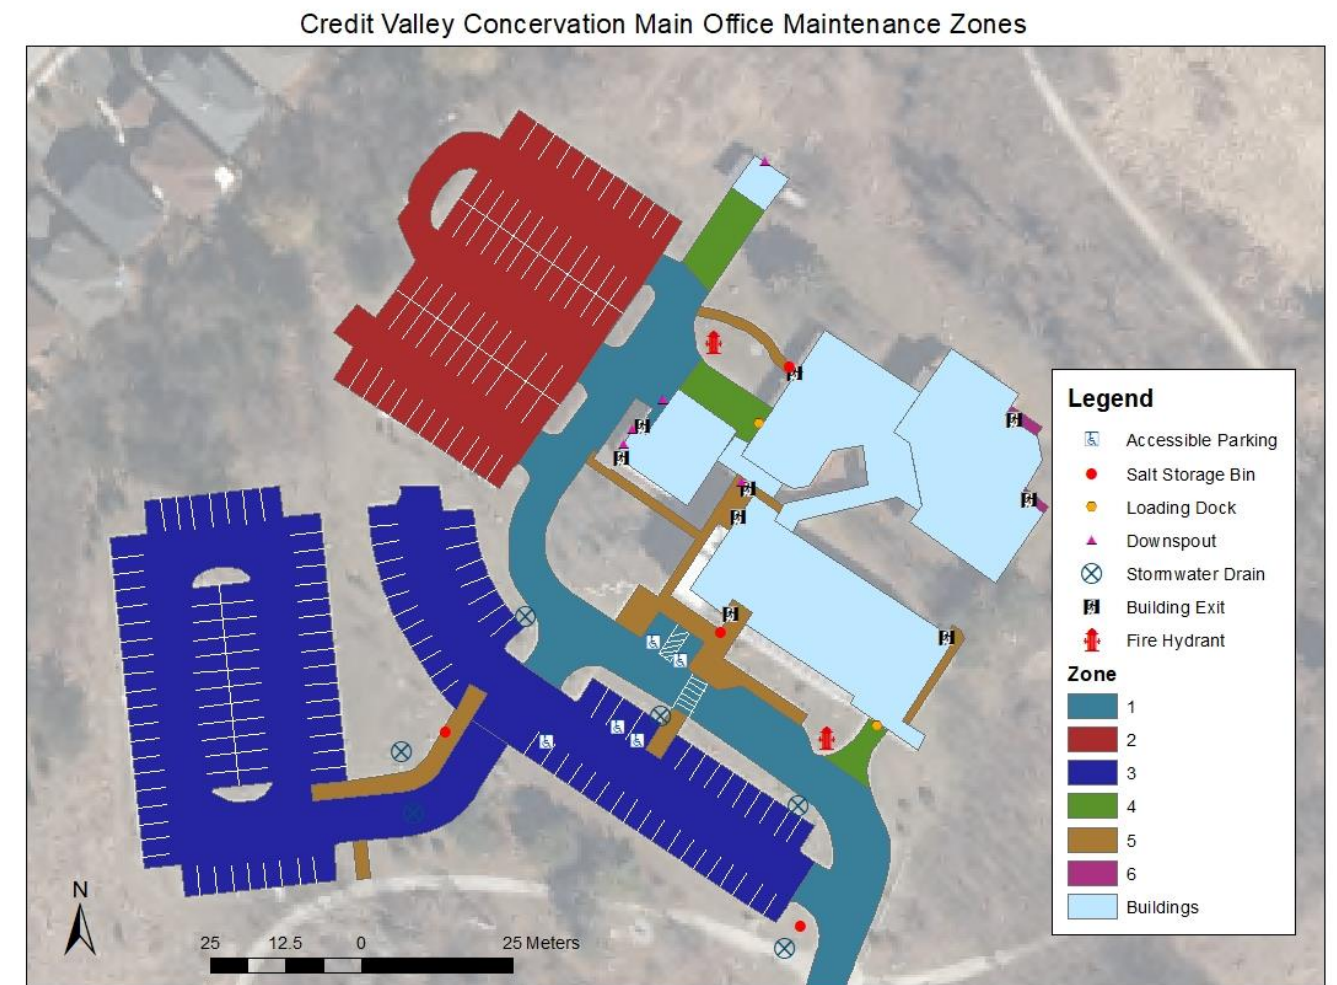 Credit Valley Concervation Main Office Maintenance Zones
Legend
Accessible Parking
Salt Storage Bin
Loading Dock
Downspout
Stormwater Drain
Building Exit
Fire Hydrant
Zone
1
2
3
4
5
6
Buildings
N
25 12.5 0 25 Meters